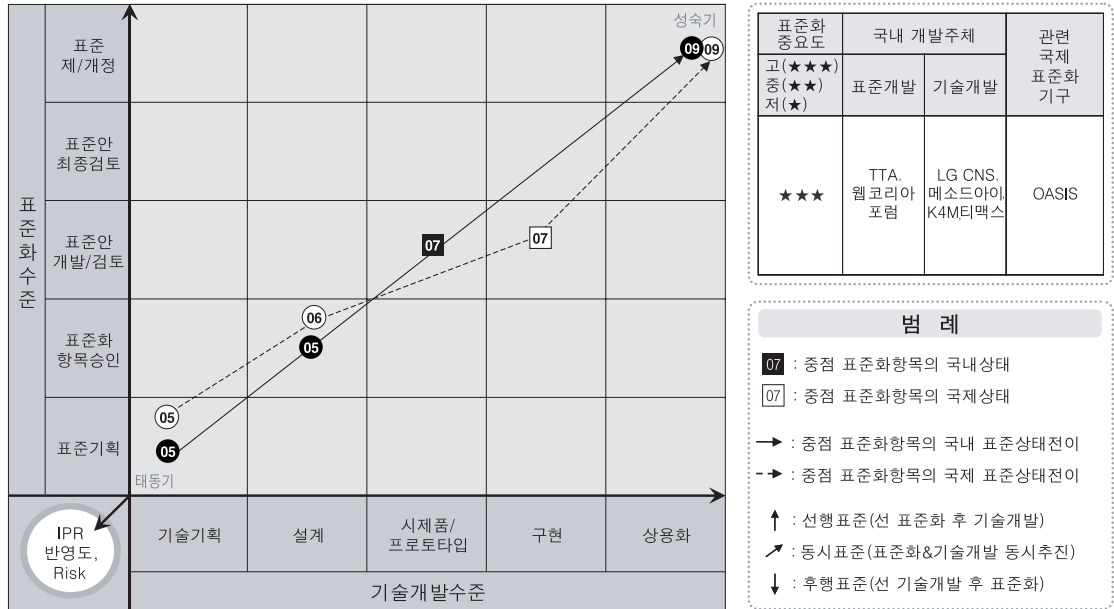 표준화수준
표준
제/개정
표준안
최종검토
표준안
개발/검토
표준화
항목승인
표준기획
성숙기
09 09
07
07
06
05
05
05
태동기
IPR
반영도,
Risk
기술기획
설계
시제품/
프로토타입
구현
상용화
기술개발수준
표준화
중요도
국내 개발주체
관련
국제
표준화
기구
고(★★★)
중(★★)
저(★)
표준개발
기술개발
★★★
TTA,
웹코리아
포럼
LG CNS,
메소드아이,
K4M,티맥스
OASIS
범 례
07 : 중점 표준화항목의 국내상태
07 : 중점 표준화항목의 국제상태
→ : 중점 표준화항목의 국내 표준상태전이
⇢ : 중점 표준화항목의 국제 표준상태전이
↑ : 선행표준(선 표준화 후 기술개발)
↗ : 동시표준(표준화&기술개발 동시추진)
↓ : 후행표준(선 기술개발 후 표준화)